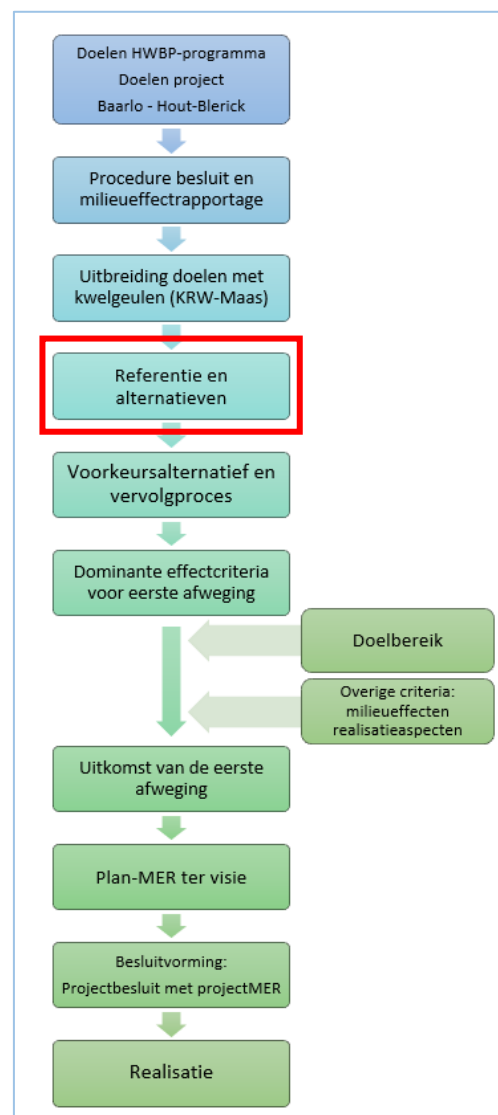 Doelen HWBP-programma
Doelen project
Baarlo - Hout-Blerick
Procedure besluit en
milieueffectrapportage
Uitbreiding doelen met
kwelgeulen (KRW-Maas)
Referentie en
alternatieven
Voorkeursalternatief en
vervolgproces
Dominante effectcriteria
voor eerste afweging
Doelbereik
Overige criteria:
milieueffecten
realisatieaspecten
Uitkomst van de eerste
afweging
Plan-MER ter visie
Besluitvorming:
Projectbesluit met projectMER
Realisatie